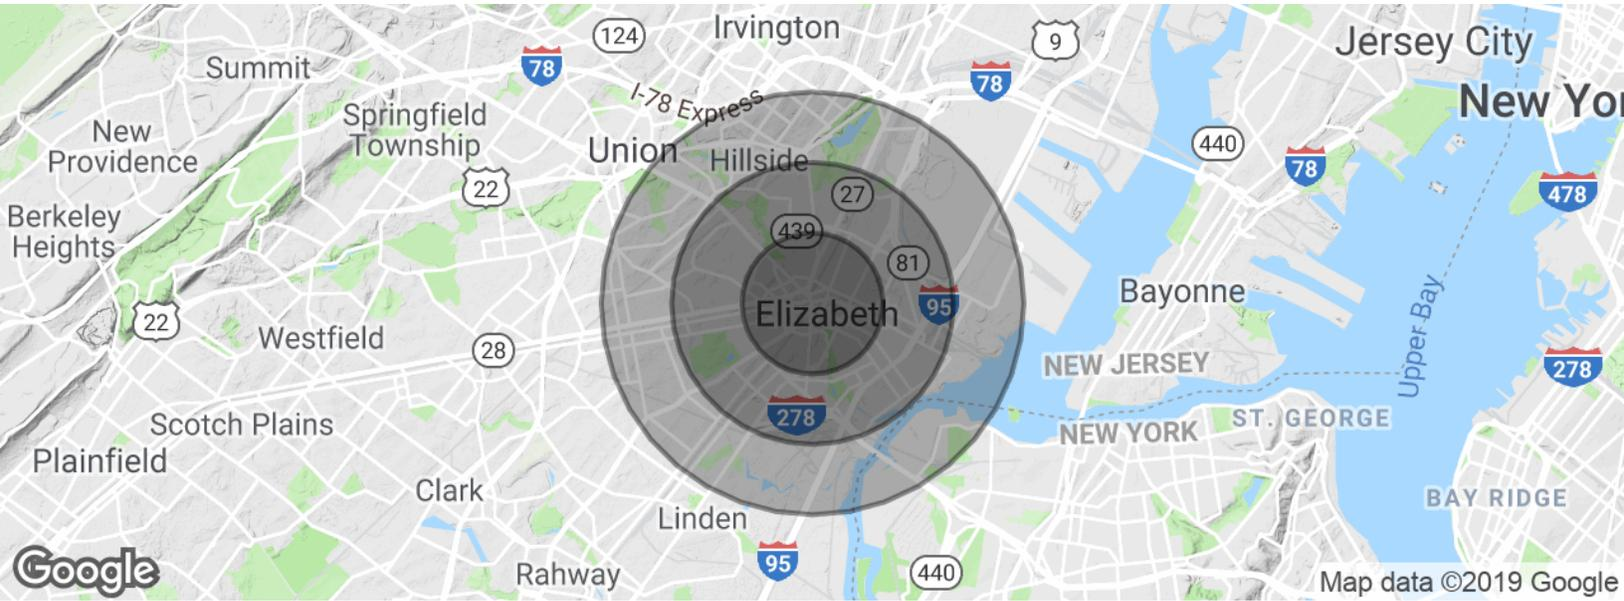 Irvington
124
9
Jersey City
Summit
78
78
New Yor
I-78 Express
Springfield
Township
New
Providence
Union
Hillside
440
78
22
27
478
Berkeley
Heights
439
81
Bayonne
95
Elizabeth
22
Westfield
28
Upper Bay
NEW JERSEY
278
278
Scotch Plains
ST. GEORGE
NEW YORK
Plainfield
Clark
BAY RIDGE
Linden
95
440
Rahway
Google
Map data ©2019 Google